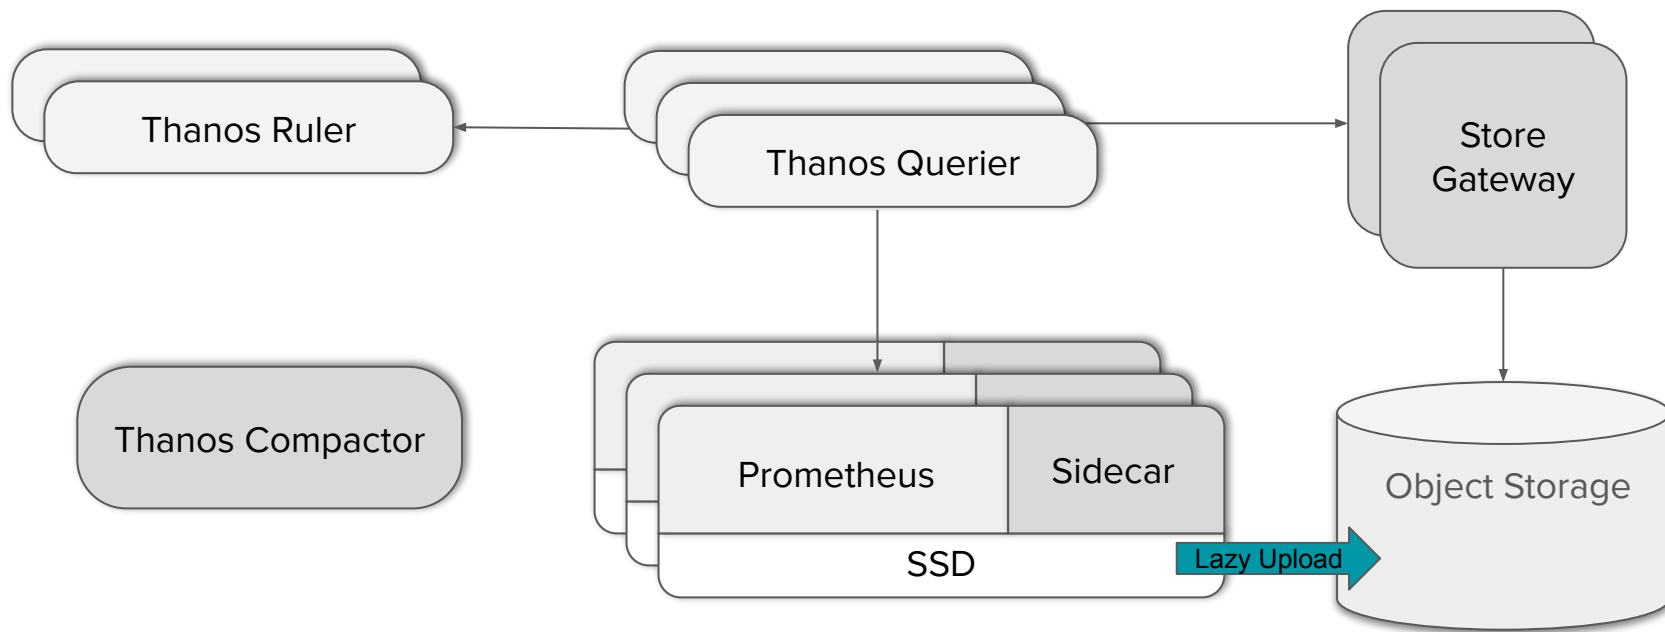 Thanos Ruler
Thanos Querier
Store
Gateway
Thanos Compactor
Prometheus
Sidecar
Object Storage
SSD
Lazy Upload